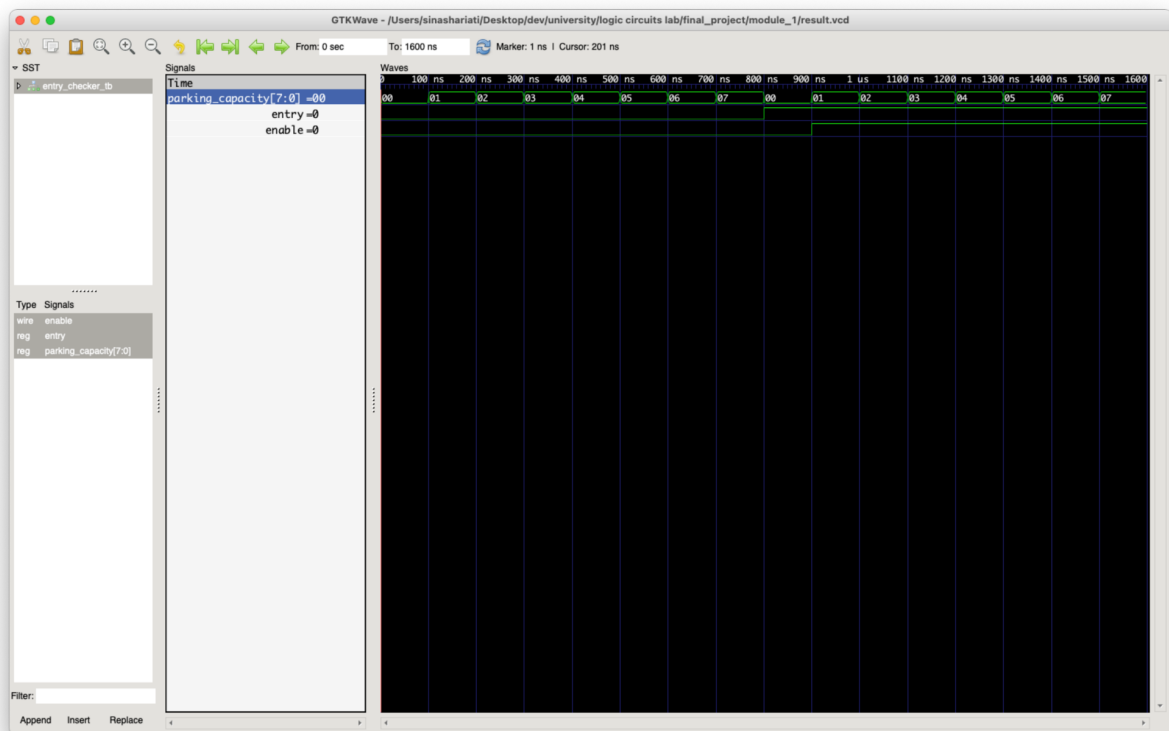 GTKWave - /Users/sinashariati/Desktop/dev/university/logic circuits lab/final_project/module_1/result.vcd
From: 0 sec To: 1600 ns Marker: 1 ns | Cursor: 201 ns
SST
entry_checker_tb
Type Signals
wire enable
reg entry
reg parking_capacity[7:0]
Filter:
Append Insert Replace
Signals
Time
parking_capacity[7:0] =00
entry =0
enable =0
Waves
0 100 ns 200 ns 300 ns 400 ns 500 ns 600 ns 700 ns 800 ns 900 ns 1 us 1100 ns 1200 ns 1300 ns 1400 ns 1500 ns 1600
00 01 02 03 04 05 06 07 00 01 02 03 04 05 06 07